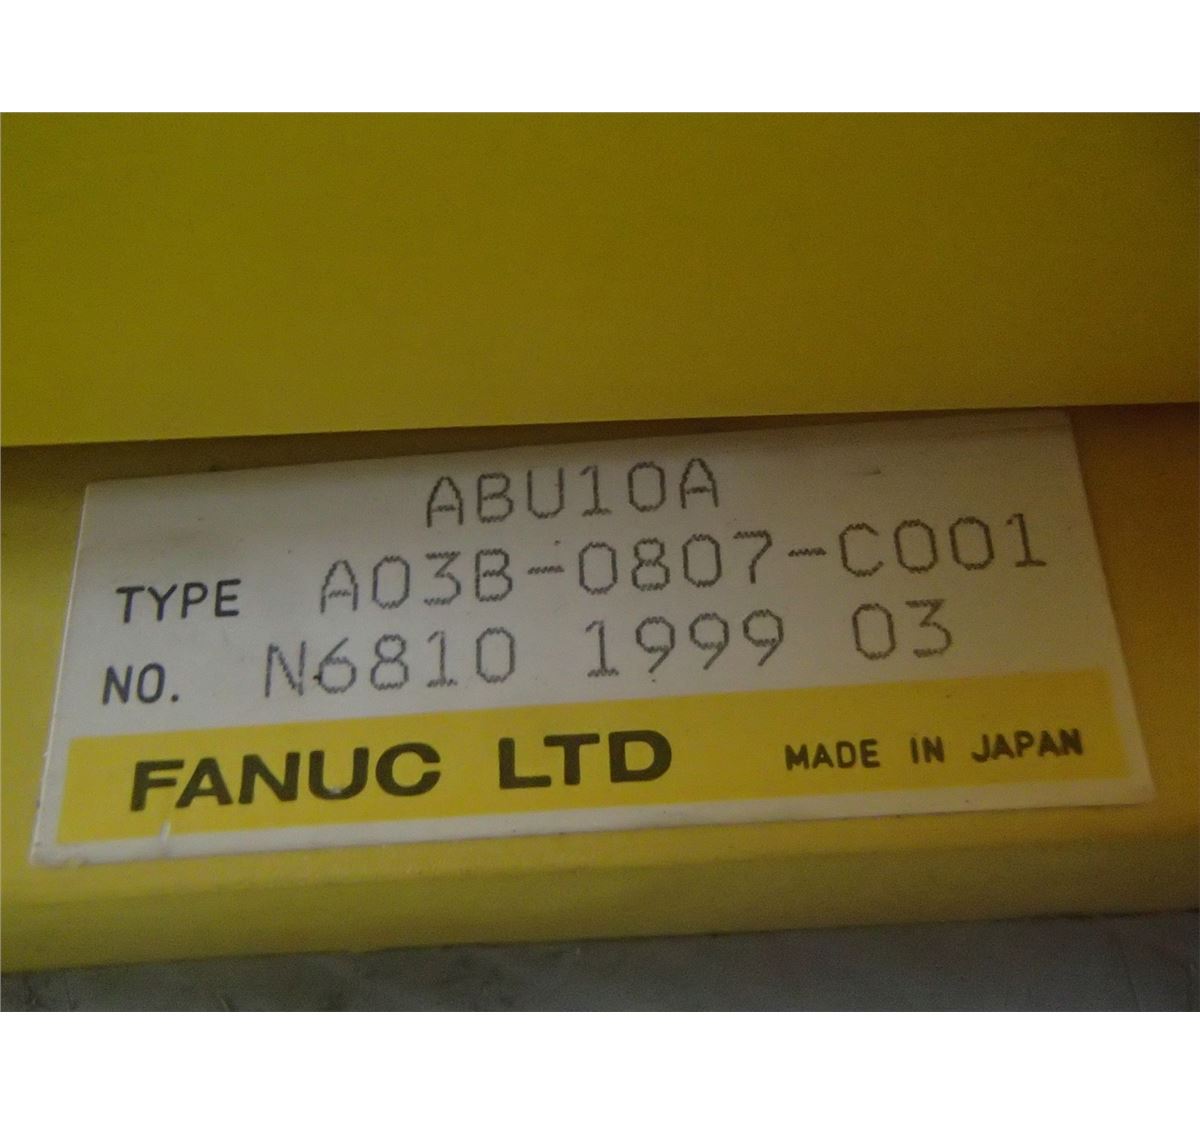 ABU10A
TYPE A03B-0807-C001
NO. N6810 1999 03
FANUC LTD MADE IN JAPAN